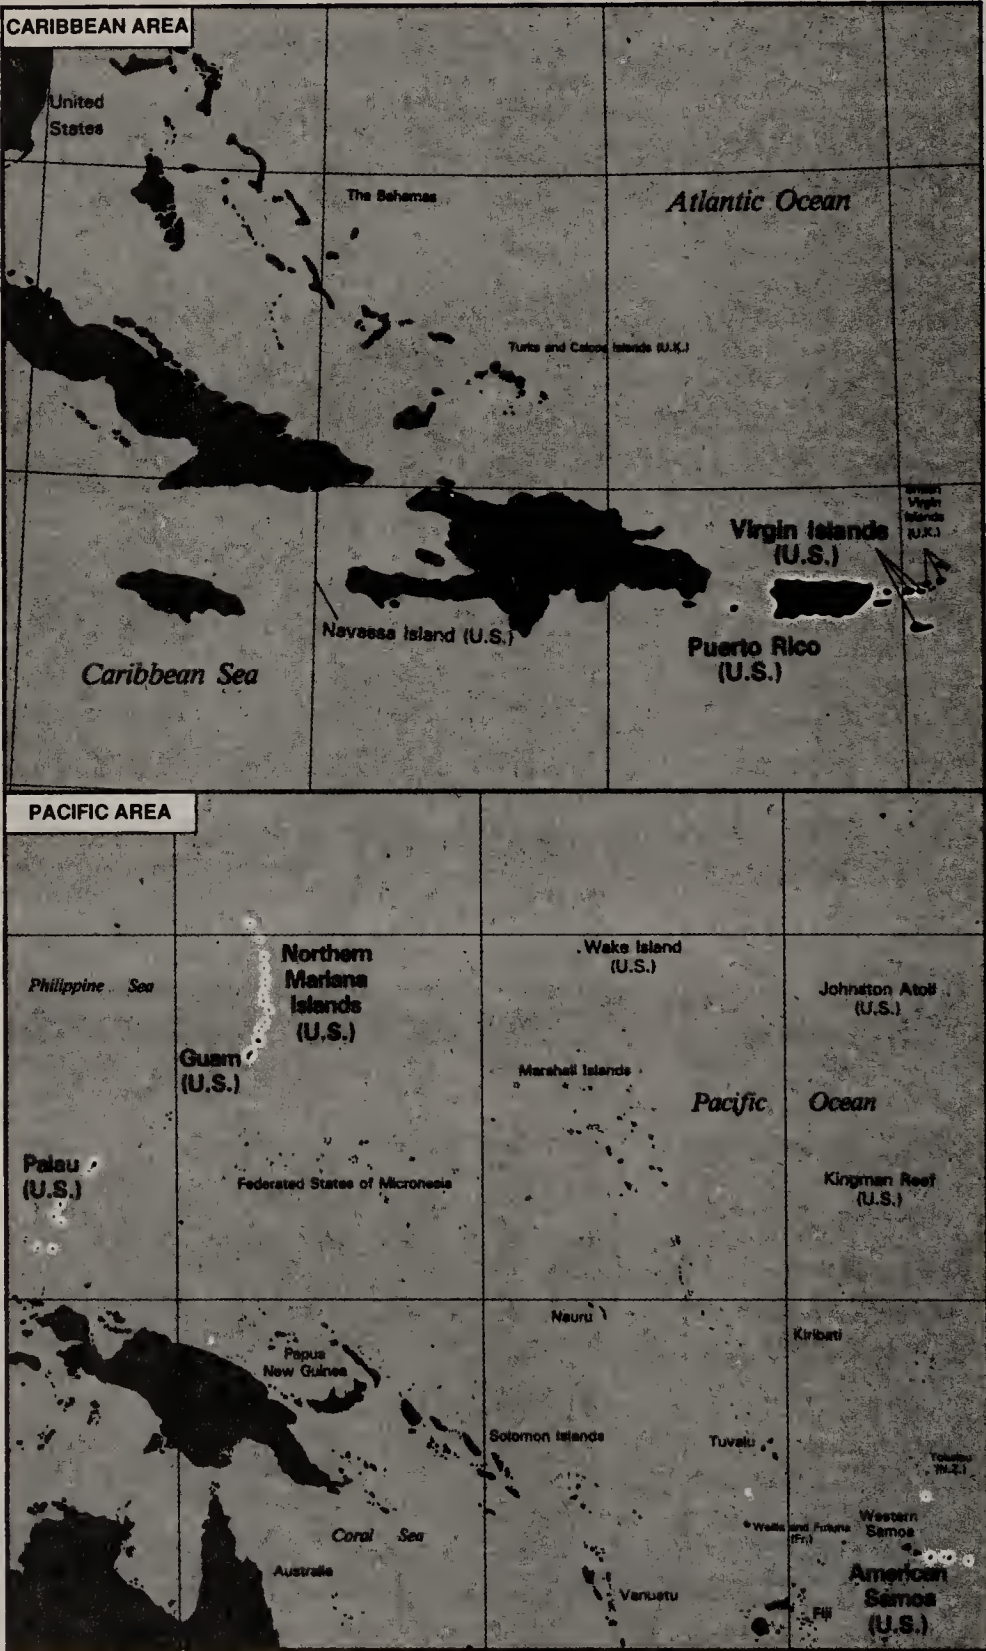 CARIBBEAN AREA
United
States
The Bahamas
Atlantic Ocean
Turks and Caicos Islands (U.K.)
Virgin
Islands
(U.K.)
Virgin Islands
(U.S.)
Navassa Island (U.S.)
Puerto Rico
(U.S.)
Caribbean Sea
PACIFIC AREA
Northern
Mariana
Islands
(U.S.)
Wake Island
(U.S.)
Philippine Sea
Johnston Atoll
(U.S.)
Guam
(U.S.)
Marshall Islands
Pacific Ocean
Palau
(U.S.)
Federated States of Micronesia
Kingman Reef
(U.S.)
Nauru
Kiribati
Papua
New Guinea
Solomon Islands
Tuvalu
Tokelau
(N.Z.)
Coral Sea
Wallis and Futuna
(Fr.)
Western
Samoa
Australia
American
Samoa
(U.S.)
Vanuatu
Fiji